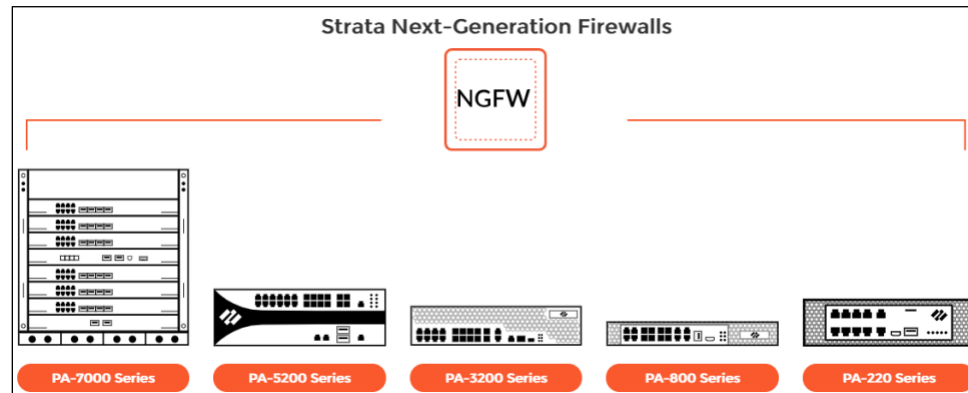 Strata Next-Generation Firewalls
NGFW
PA-7000 Series
PA-5200 Series
PA-3200 Series
PA-800 Series
PA-220 Series